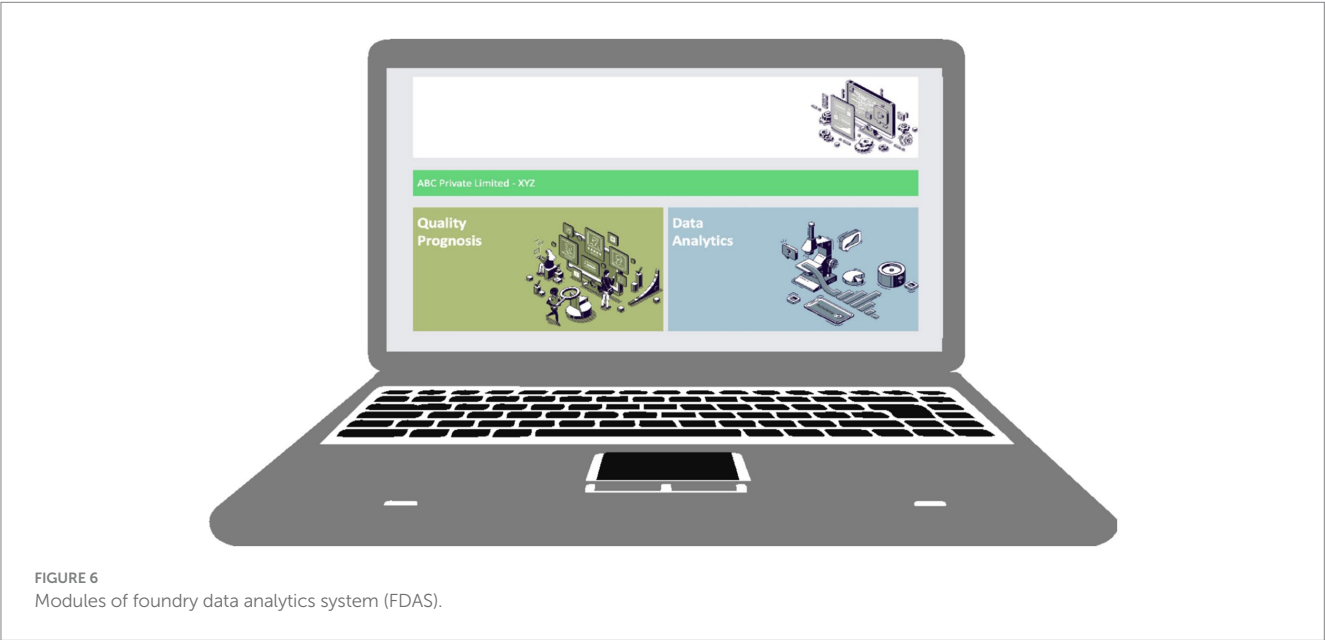 ABC Private Limited - XYZ
Quality
Prognosis
Data
Analytics
FIGURE 6
Modules of foundry data analytics system (FDAS).